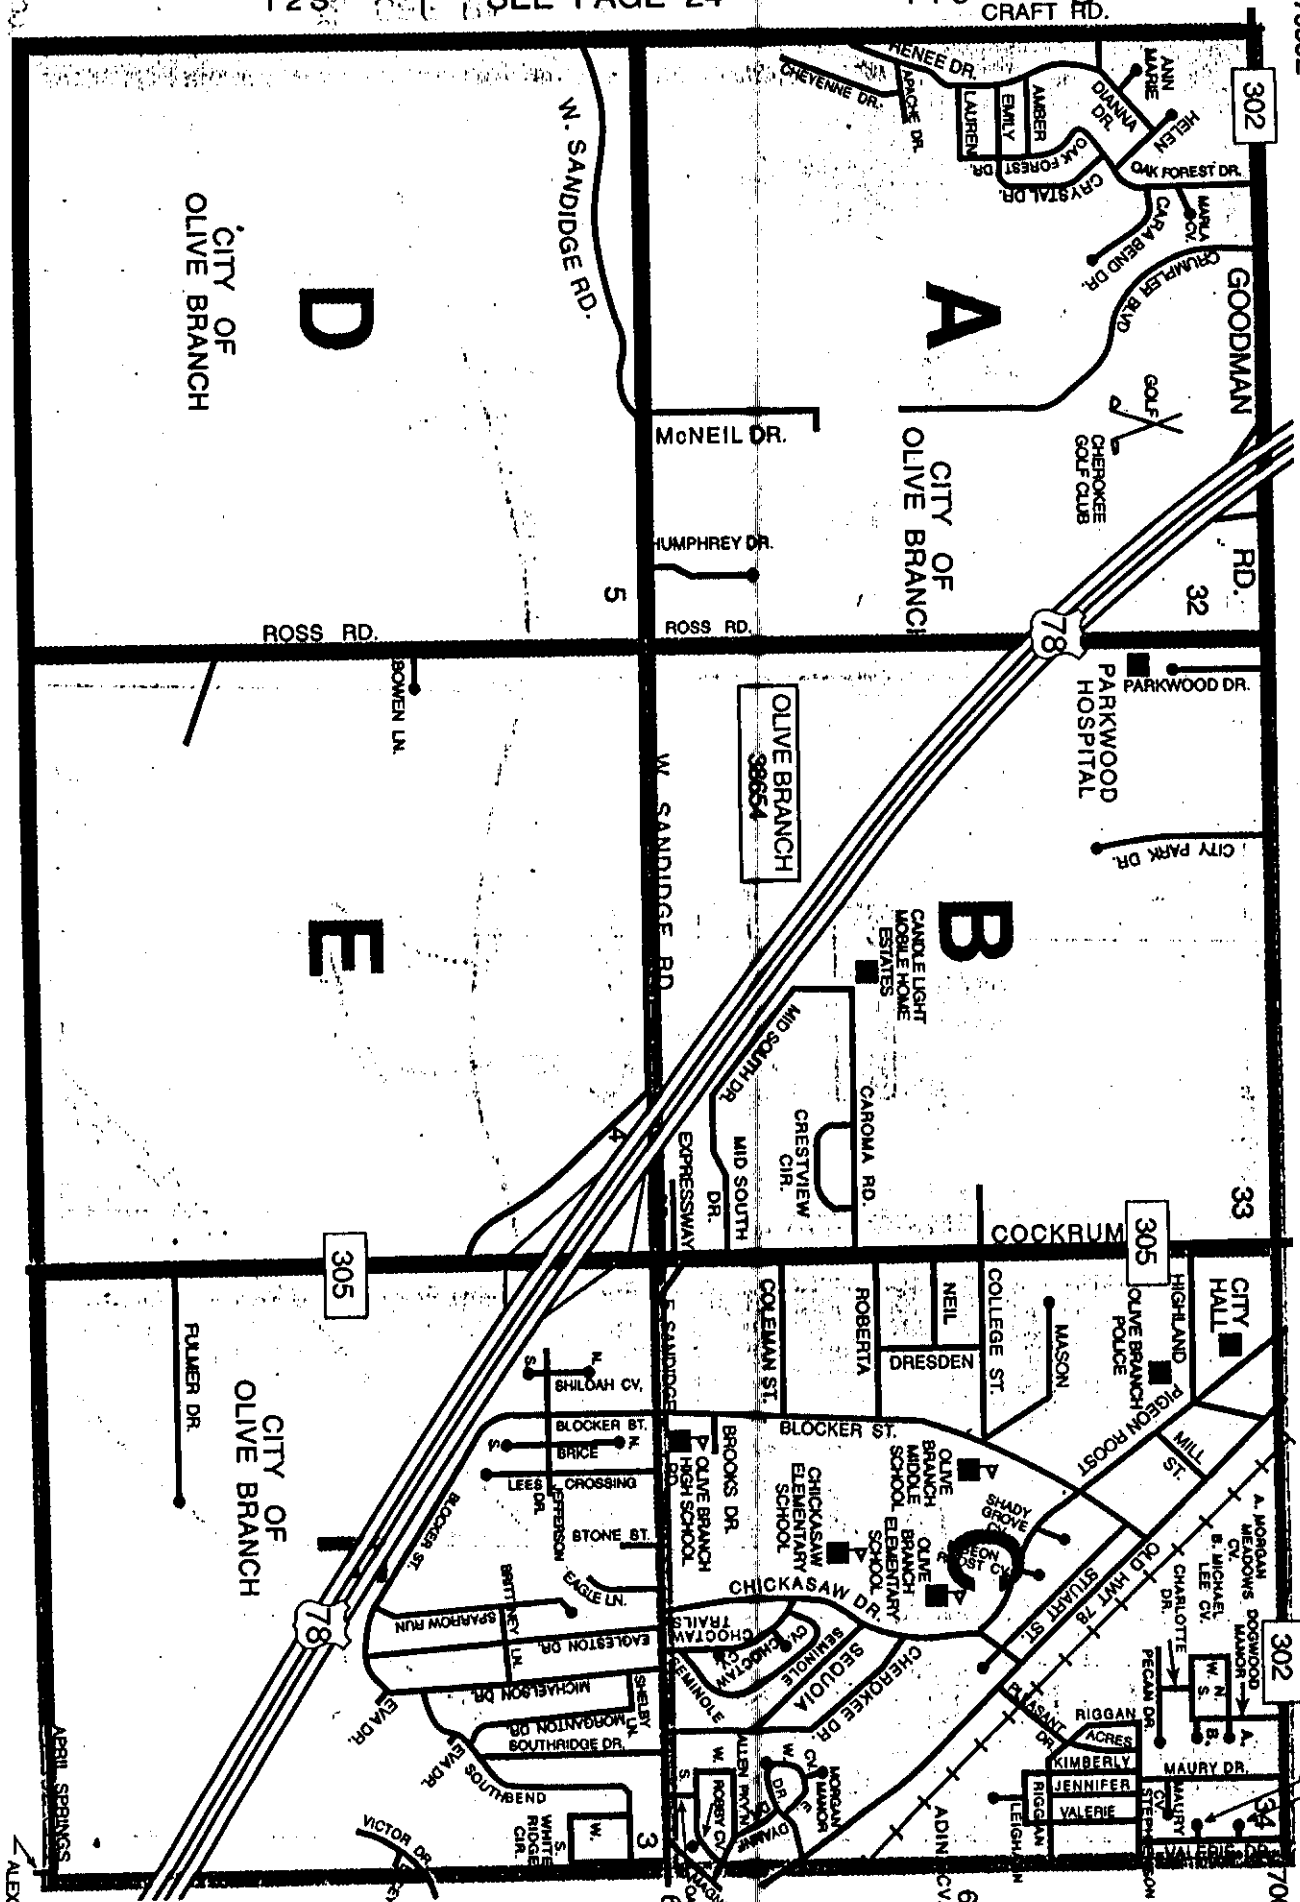 SEE PAGE 24
CRAFT RD.
302
GOODMAN
RD.
32
33
34
RENEE DR.
CHEYENNE DR.
APACHE DR.
LAUREN
EMILY
AMBER
DIANNA
DR.
ANN
MARIE
HELEN
OAK FOREST DR.
OAK FOREST
DR.
CRYSTAL DR.
MARLA
CV.
CARA BEND DR.
CRUMPLER BLVD
A
GOLF
CHEROKEE
GOLF CLUB
CITY OF
OLIVE BRANCH
McNEIL DR.
HUMPHREY DR.
ROSS RD.
W. SANDIDGE RD.
D
CITY OF
OLIVE BRANCH
5
ROSS RD.
78
PARKWOOD DR.
PARKWOOD
HOSPITAL
CITY PARK DR.
OLIVE BRANCH
38654
B
CANDLE LIGHT
MOBILE HOME
ESTATES
MID SOUTH DR.
CAROMA RD.
CRESTVIEW
CIR.
MID SOUTH
DR.
EXPRESSWAY
W. SANDIDGE RD
BOWEN LN.
E
4
COCKRUM
305
305
CITY
HALL
HIGHLAND
OLIVE BRANCH
POLICE
PIGEON ROOST
MILL
ST.
MASON
COLLEGE ST.
NEIL
DRESDEN
ROBERTA
COLEMAN ST.
E. SANDIDGE
RD.
BLOCKER ST.
BROOKS DR.
OLIVE BRANCH
HIGH SCHOOL
CHICKASAW
ELEMENTARY
SCHOOL
OLIVE
BRANCH
MIDDLE
SCHOOL
OLIVE
BRANCH
ELEMENTARY
SCHOOL
SHADY
GROVE
CV.
STUART ST.
OLD HWY 78
A. MORGAN
MEADOWS
CV.
B. MICHAEL
LEE CV.
CHARLOTTE
DR.
DOGWOOD
MANOR
302
W. N.
S.
A.
B.
PECAN DR.
MAURY DR.
MAURY
CV.
RIGGAN
ACRES
KIMBERLY
JENNIFER
VALERIE
RIGGAN
LEIGHANN
STEPHENSON
VALERIE DR.
PLEASANT
DR.
CHICKASAW DR.
CHOCTAW
TRAILS
CHOCTAW
CV.
CHOCTAW
CV.
SEMINOLE
SEMINOLE
SEQUOIA
CHEROKEE DR.
MORGAN
MANOR
CV.
W.
DR.
E
ALLEN
DYANNE
W.
ROBBY CV.
S.
FULMER DR.
CITY OF
OLIVE BRANCH
N.
S.
SHILOAH CV.
BLOCKER ST.
BRICE
N.
S.
LEES
DR.
CROSSING
JEFFERSON
STONE ST.
BLOCKER ST.
EAGLE LN.
SPARROW RUN
BRITTNEY
LN.
EAGLESTON DR.
MICHAELSON DR.
SHELBY
LN.
MORGANTON DR.
SOUTHRIDGE DR.
EVA DR.
EVA DR.
SOUTHBEND
W.
S.
WHITE
RIDGE
CIR.
3
78
VICTOR DR.
APRIL SPRINGS